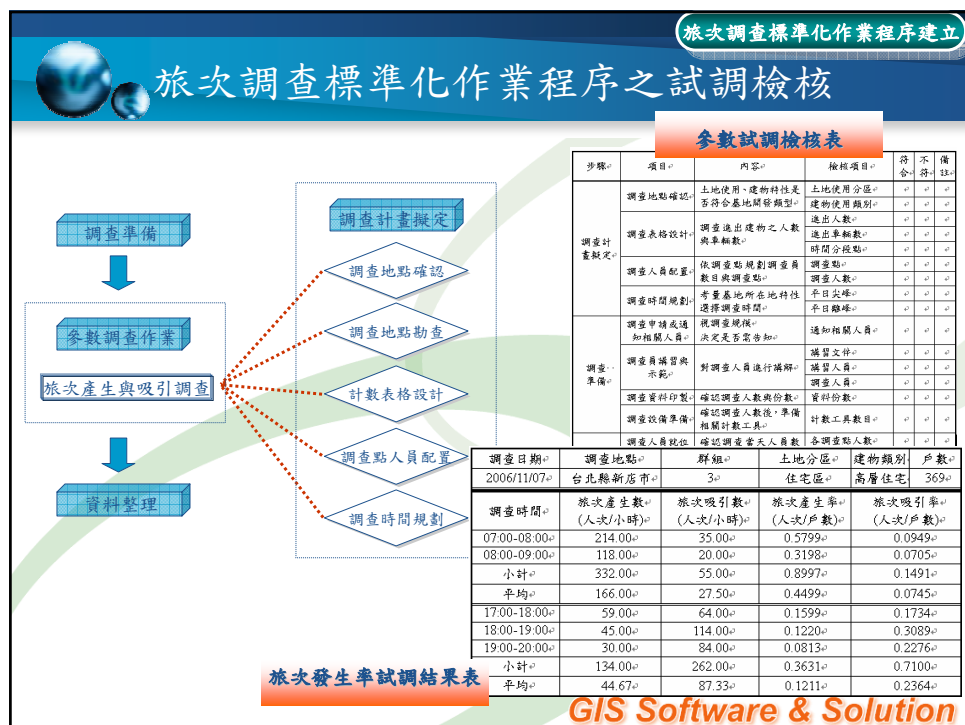 旅次調查標準化作業程序建立
旅次調查標準化作業程序之試調檢核
調查準備
參數調查作業
旅次產生與吸引調查
資料整理
調查計畫擬定
調查地點確認
調查地點勘查
計數表格設計
調查點人員配置
調查時間規劃
參數試調檢核表
步驟 項目 內容 檢核項目 符合 不符 備註
調查計畫擬定
調查地點確認 土地使用、建物特性是否符合基地開發類型 土地使用分區
建物使用類別
調查表格設計 調查進出建物之人數與車輛數 進出人數
進出車輛數
時間分段點
調查人員配置 依調查點規劃調查員數目與調查點 調查點
調查人數
調查時間規劃 考量基地所在地特性選擇調查時間 平日尖峰
平日離峰
調查準備
調查申請或通知相關人員 視調查規模決定是否需告知 通知相關人員
調查員講習與示範 對調查人員進行講解 講習文件
講習人員
調查人員
調查資料印製 確認調查人數與份數 資料份數
調查設備準備 確認調查人數後，準備相關計數工具 計數工具數目
調查人員就位 確認調查當天人員數 各調查點人數
調查日期 調查地點 群組 土地分區 建物類別 戶數
2006/11/07 台北縣新店市 3 住宅區 高層住宅 369
調查時間 旅次產生數(人次/小時) 旅次吸引數(人次/小時) 旅次產生率(人次/戶數) 旅次吸引率(人次/戶數)
07:00-08:00 214.00 35.00 0.5799 0.0949
08:00-09:00 118.00 20.00 0.3198 0.0705
小計 332.00 55.00 0.8997 0.1491
平均 166.00 27.50 0.4499 0.0745
17:00-18:00 59.00 64.00 0.1599 0.1734
18:00-19:00 45.00 114.00 0.1220 0.3089
19:00-20:00 30.00 84.00 0.0813 0.2276
小計 134.00 262.00 0.3631 0.7100
平均 44.67 87.33 0.1211 0.2364
旅次發生率試調結果表
GIS Software & Solution